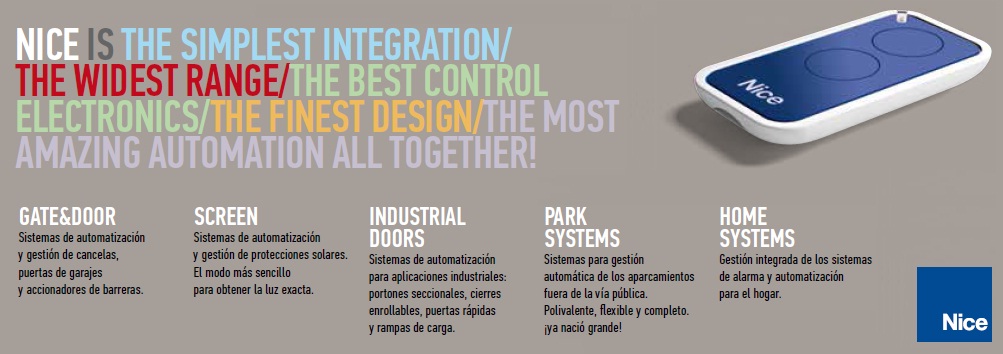 NICE IS THE SIMPLEST INTEGRATION/
THE WIDEST RANGE/THE BEST CONTROL
ELECTRONICS/THE FINEST DESIGN/THE MOST
AMAZING AUTOMATION ALL TOGETHER!
Nice
GATE&DOOR
Sistemas de automatización
y gestión de cancelas,
puertas de garajes
y accionadores de barreras.
SCREEN
Sistemas de automatización
y gestión de protecciones solares.
El modo más sencillo
para obtener la luz exacta.
INDUSTRIAL
DOORS
Sistemas de automatización
para aplicaciones industriales:
portones seccionales, cierres
enrollables, puertas rápidas
y rampas de carga.
PARK
SYSTEMS
Sistemas para gestión
automática de los aparcamientos
fuera de la vía pública.
Polivalente, flexible y completo.
¡ya nació grande!
HOME
SYSTEMS
Gestión integrada de los sistemas
de alarma y automatización
para el hogar.
Nice